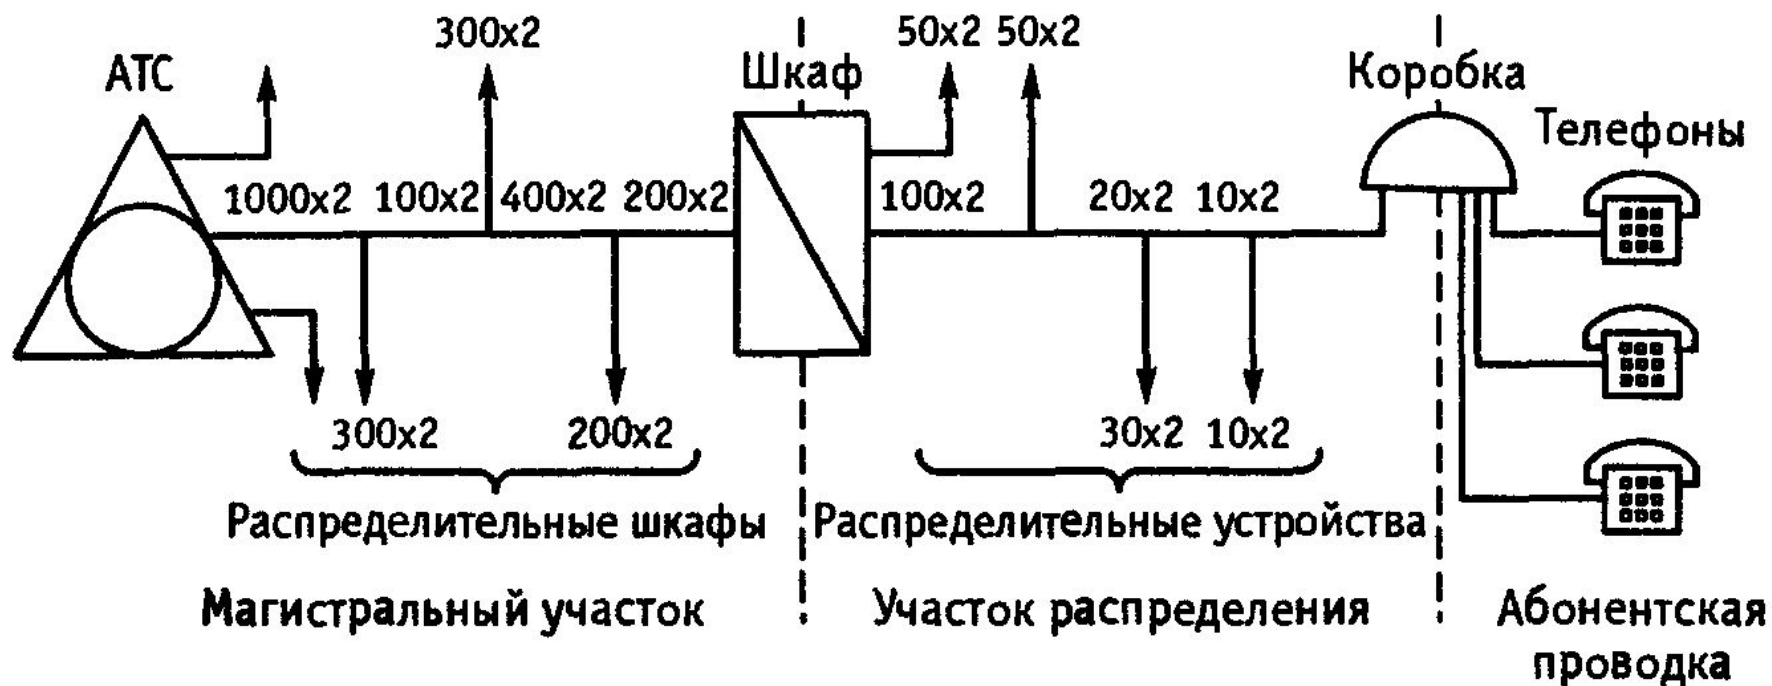 300x2
50x2 50x2
АТС
Шкаф
Коробка
Телефоны
1000x2 100x2 400x2 200x2
100x2
20x2 10x2
300x2
200x2
30x2 10x2
Распределительные шкафы
Распределительные устройства
Магистральный участок
Участок распределения
Абонентская
проводка